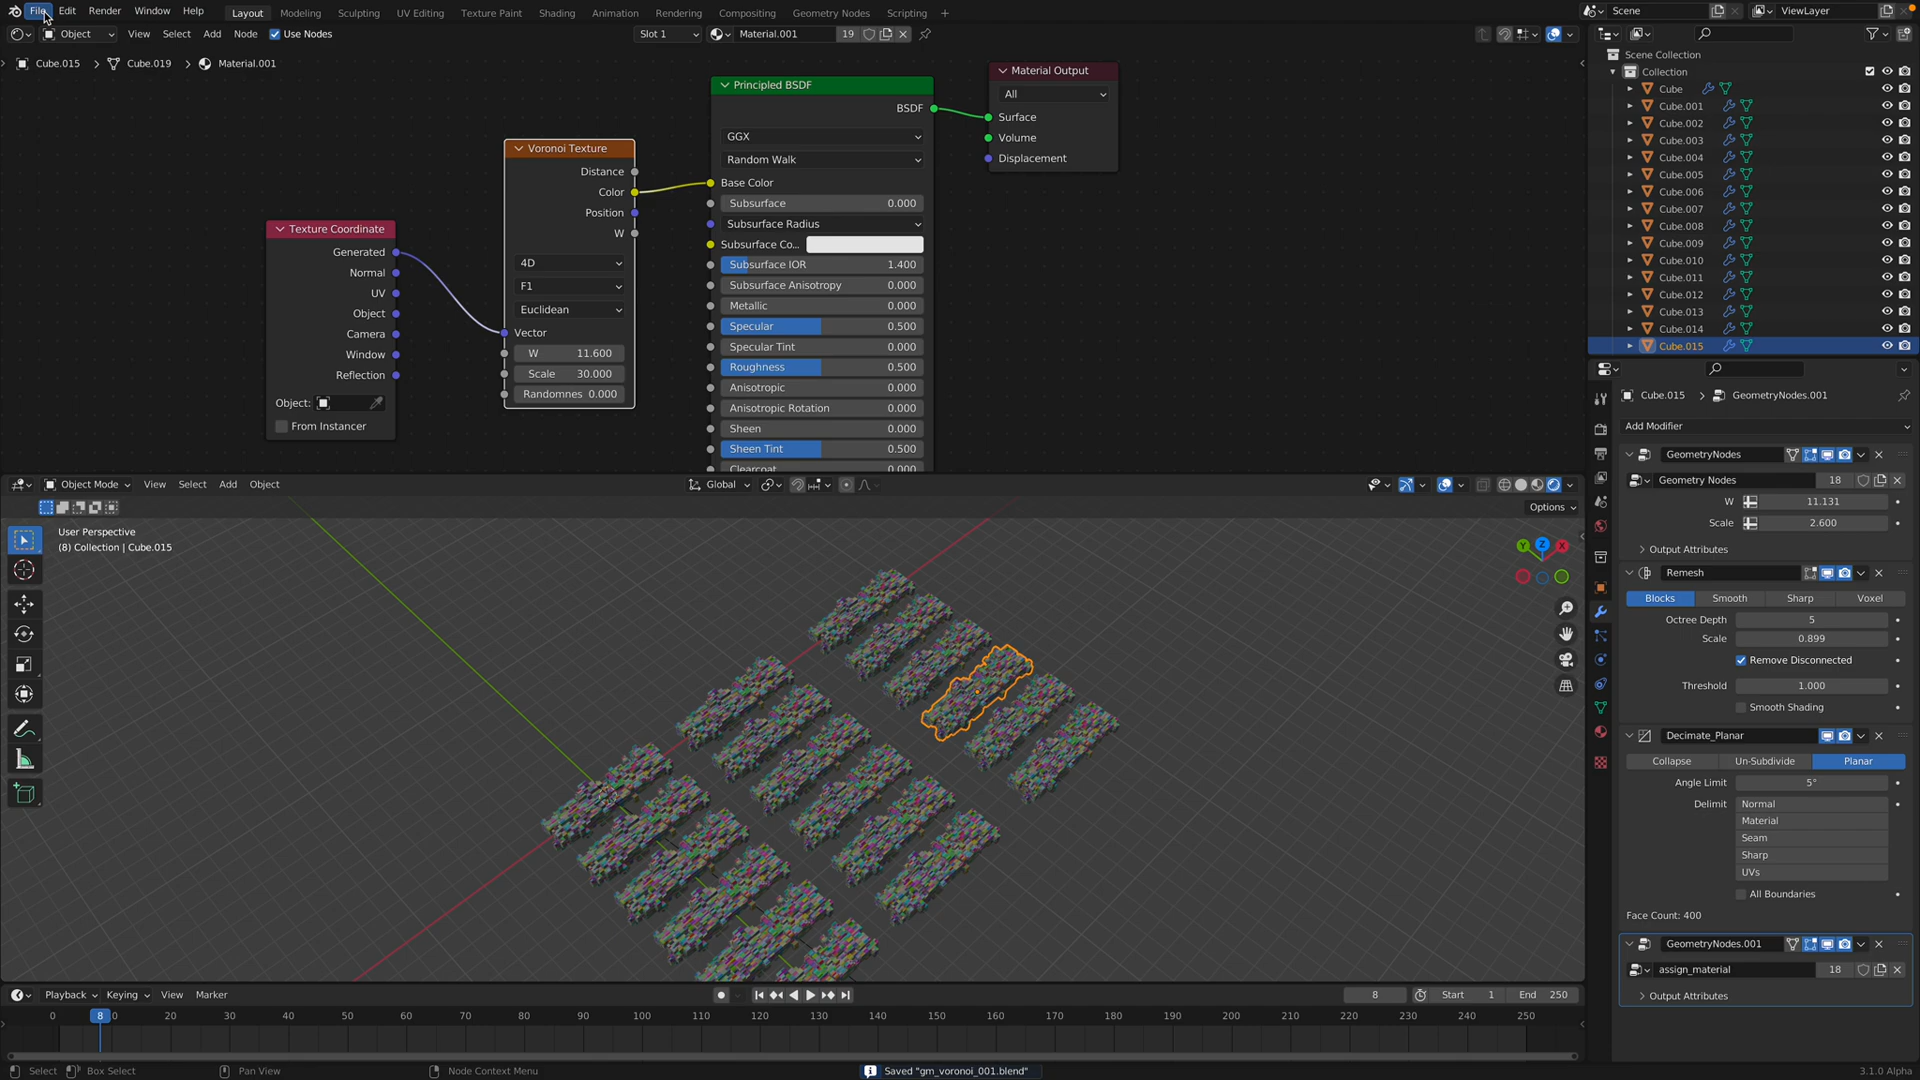 File Edit Render Window Help Layout Modeling Sculpting UV Editing Texture Paint Shading Animation Rendering Compositing Geometry Nodes Scripting + Scene ViewLayer
Object View Select Add Node Use Nodes Slot 1 Material.001 19
Cube.015 > Cube.019 > Material.001
Texture Coordinate
Generated
Normal
UV
Object
Camera
Window
Reflection
Object:
From Instancer
Voronoi Texture
Distance
Color
Position
W
4D
F1
Euclidean
Vector
W 11.600
Scale 30.000
Randomnes 0.000
Principled BSDF
BSDF
GGX
Random Walk
Base Color
Subsurface 0.000
Subsurface Radius
Subsurface Co...
Subsurface IOR 1.400
Subsurface Anisotropy 0.000
Metallic 0.000
Specular 0.500
Specular Tint 0.000
Roughness 0.500
Anisotropic 0.000
Anisotropic Rotation 0.000
Sheen 0.000
Sheen Tint 0.500
Clearcoat 0.000
Material Output
All
Surface
Volume
Displacement
Scene Collection
Collection
Cube
Cube.001
Cube.002
Cube.003
Cube.004
Cube.005
Cube.006
Cube.007
Cube.008
Cube.009
Cube.010
Cube.011
Cube.012
Cube.013
Cube.014
Cube.015
Cube.015 > GeometryNodes.001
Add Modifier
GeometryNodes
Geometry Nodes 18
W 11.131
Scale 2.600
Output Attributes
Remesh
Blocks Smooth Sharp Voxel
Octree Depth 5
Scale 0.899
Remove Disconnected
Threshold 1.000
Smooth Shading
Decimate_Planar
Collapse Un-Subdivide Planar
Angle Limit 5°
Delimit Normal
Material
Seam
Sharp
UVs
All Boundaries
Face Count: 400
GeometryNodes.001
assign_material 18
Output Attributes
Object Mode View Select Add Object Global
Options
User Perspective
(8) Collection | Cube.015
Y Z X
Playback Keying View Marker 8 Start 1 End 250
0 8 0 20 30 40 50 60 70 80 90 100 110 120 130 140 150 160 170 180 190 200 210 220 230 240 250
Select Box Select Pan View Node Context Menu Saved "gm_voronoi_001.blend" 3.1.0 Alpha